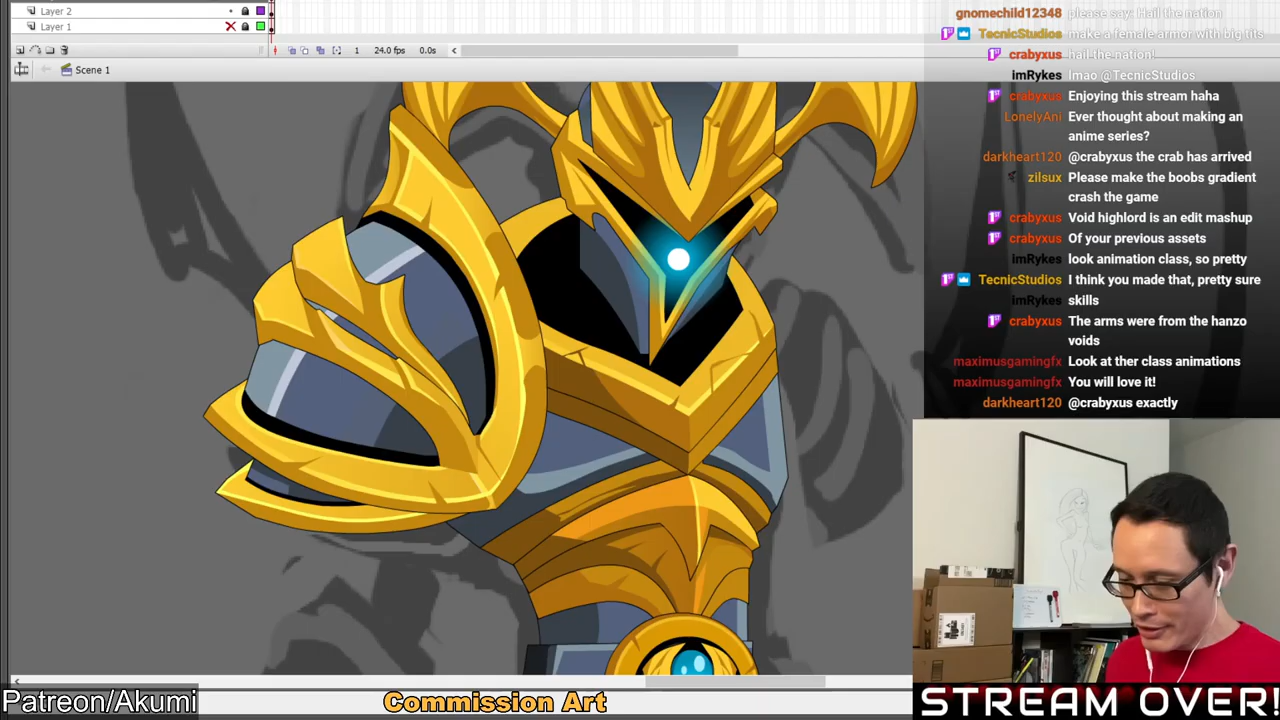 Layer 2
Layer 1
1
24.0 fps
0.0s
Scene 1
gnomechild12348 please say: Hail the nation
TecnicStudios make a female armor with big tits
crabyxus hail the nation!
imRykes lmao @TecnicStudios
crabyxus Enjoying this stream haha
LonelyAni Ever thought about making an
anime series?
darkheart120 @crabyxus the crab has arrived
zilsux Please make the boobs gradient
crash the game
crabyxus Void highlord is an edit mashup
crabyxus Of your previous assets
imRykes look animation class, so pretty
TecnicStudios I think you made that, pretty sure
imRykes skills
crabyxus The arms were from the hanzo
voids
maximusgamingfx Look at ther class animations
maximusgamingfx You will love it!
darkheart120 @crabyxus exactly
Patreon/Akumi
Commission Art
STREAM OVER!